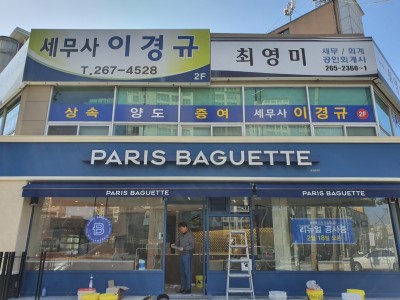 세무사 이경규
T.267-4528
2F
최영미
세무 / 회계
공인회계사
265-2368~1
상속 양도 증여 세무사 이경규 2F
PARIS BAGUETTE
PARIS BAGUETTE
PARIS BAGUETTE
B
리뉴얼 공사중